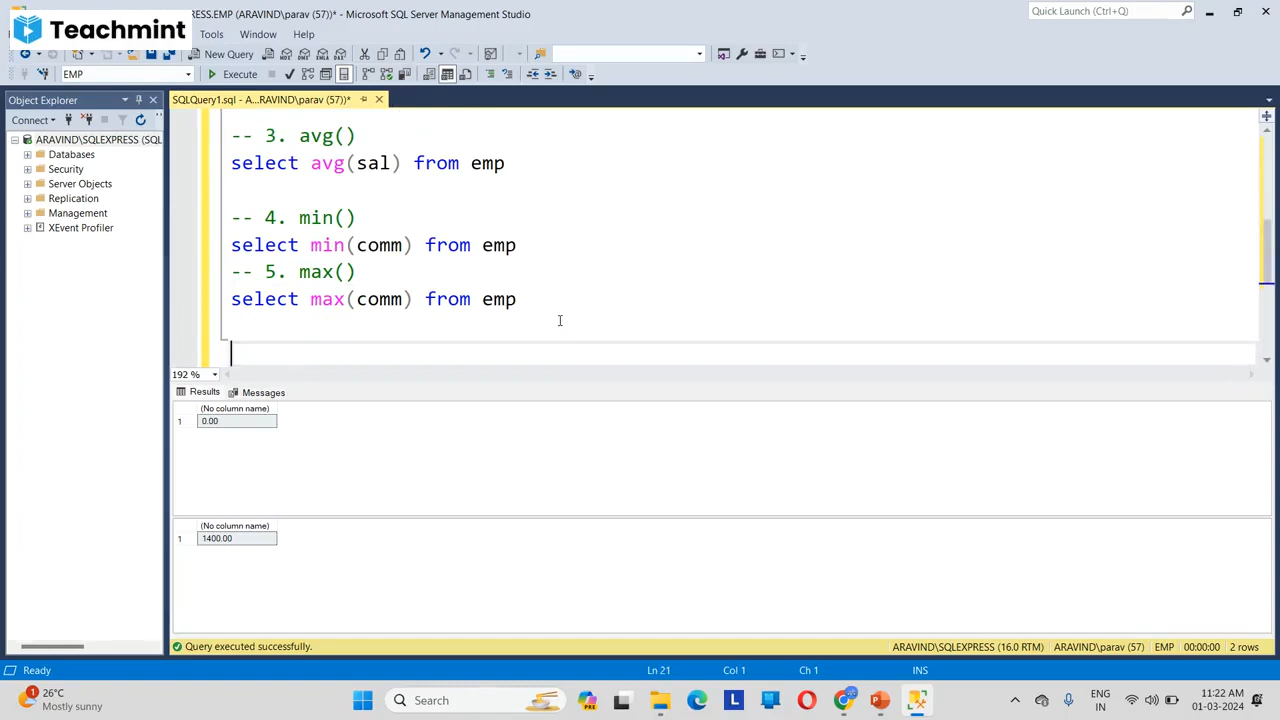 RESS.EMP (ARAVIND\parav (57))* - Microsoft SQL Server Management Studio
Quick Launch (Ctrl+Q)
Teachmint
Tools Window Help
New Query
EMP
Execute
Object Explorer
SQLQuery1.sql - A...RAVIND\parav (57))*
Connect
ARAVIND\SQLEXPRESS (SQL
Databases
Security
Server Objects
Replication
Management
XEvent Profiler
-- 3. avg()
select avg(sal) from emp
-- 4. min()
select min(comm) from emp
-- 5. max()
select max(comm) from emp
192 %
Results Messages
(No column name)
1 0.00
(No column name)
1 1400.00
Query executed successfully.
ARAVIND\SQLEXPRESS (16.0 RTM) ARAVIND\parav (57) EMP 00:00:00 2 rows
Ready
Ln 21 Col 1 Ch 1 INS
26°C
Mostly sunny
Search
ENG
IN
11:22 AM
01-03-2024